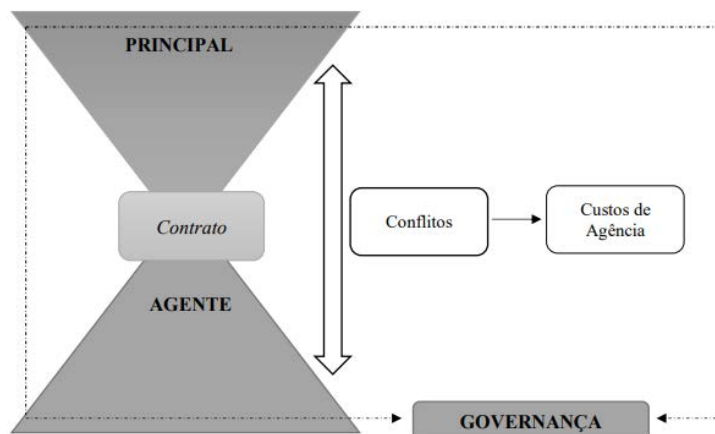 PRINCIPAL
Contrato
Conflitos
Custos de
Agência
AGENTE
GOVERNANÇA